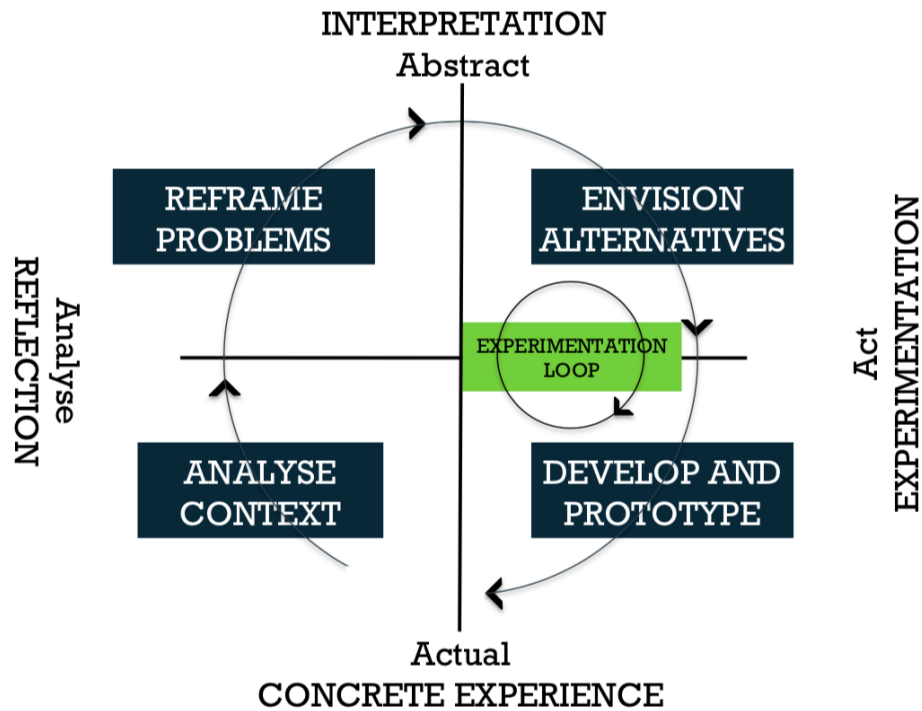 INTERPRETATION
Abstract
REFRAME
PROBLEMS
ENVISION
ALTERNATIVES
Analyse
REFLECTION
EXPERIMENTATION
LOOP
Act
EXPERIMENTATION
ANALYSE
CONTEXT
DEVELOP AND
PROTOTYPE
Actual
CONCRETE EXPERIENCE